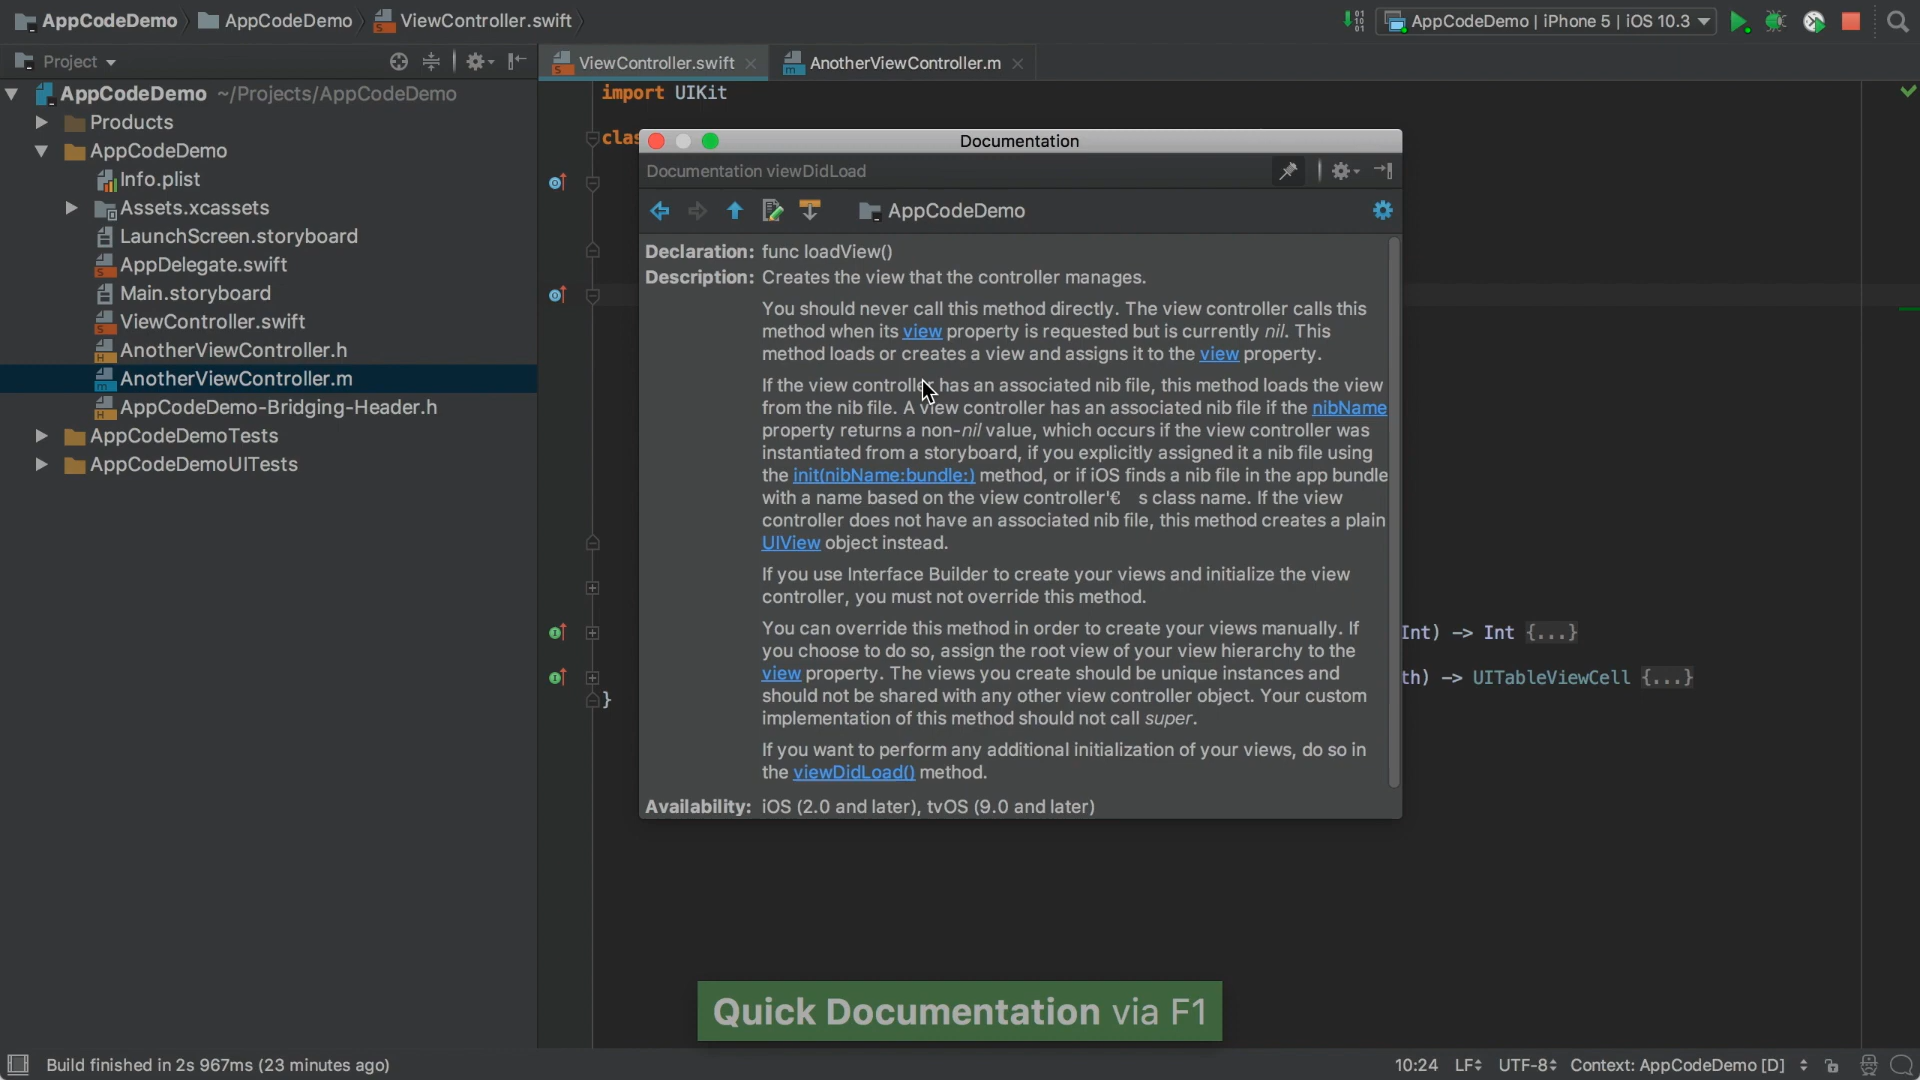 AppCodeDemo AppCodeDemo ViewController.swift
AppCodeDemo | iPhone 5 | iOS 10.3
Project
ViewController.swift
AnotherViewController.m
AppCodeDemo ~/Projects/AppCodeDemo
Products
AppCodeDemo
Info.plist
Assets.xcassets
LaunchScreen.storyboard
AppDelegate.swift
Main.storyboard
ViewController.swift
AnotherViewController.h
AnotherViewController.m
AppCodeDemo-Bridging-Header.h
AppCodeDemoTests
AppCodeDemoUITests
import UIKit
clas
Documentation
Documentation viewDidLoad
AppCodeDemo
Declaration: func loadView()
Description: Creates the view that the controller manages.
You should never call this method directly. The view controller calls this
method when its view property is requested but is currently nil. This
method loads or creates a view and assigns it to the view property.
If the view controller has an associated nib file, this method loads the view
from the nib file. A view controller has an associated nib file if the nibName
property returns a non-nil value, which occurs if the view controller was
instantiated from a storyboard, if you explicitly assigned it a nib file using
the init(nibName:bundle:) method, or if iOS finds a nib file in the app bundle
with a name based on the view controller'€ s class name. If the view
controller does not have an associated nib file, this method creates a plain
UIView object instead.
If you use Interface Builder to create your views and initialize the view
controller, you must not override this method.
You can override this method in order to create your views manually. If
you choose to do so, assign the root view of your view hierarchy to the
view property. The views you create should be unique instances and
should not be shared with any other view controller object. Your custom
implementation of this method should not call super.
If you want to perform any additional initialization of your views, do so in
the viewDidLoad() method.
Availability: iOS (2.0 and later), tvOS (9.0 and later)
Int) -> Int {...}
th) -> UITableViewCell {...}
}
Quick Documentation via F1
Build finished in 2s 967ms (23 minutes ago)
10:24 LF UTF-8 Context: AppCodeDemo [D]